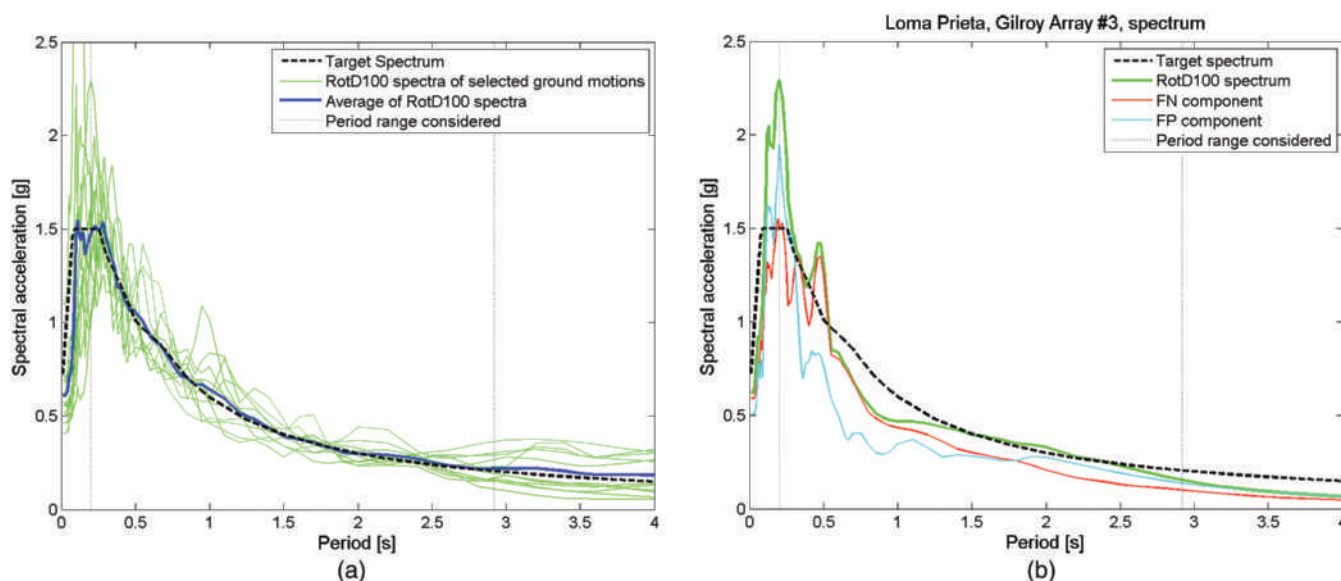 2.5
2
1.5
1
0.5
0
Spectral acceleration [g]
Target Spectrum
RotD100 spectra of selected ground motions
Average of RotD100 spectra
Period range considered
0 0.5 1 1.5 2 2.5 3 3.5 4
Period [s]
(a)
Loma Prieta, Gilroy Array #3, spectrum
2.5
2
1.5
1
0.5
0
Spectral acceleration [g]
Target spectrum
RotD100 spectrum
FN component
FP component
Period range considered
0 0.5 1 1.5 2 2.5 3 3.5 4
Period [s]
(b)